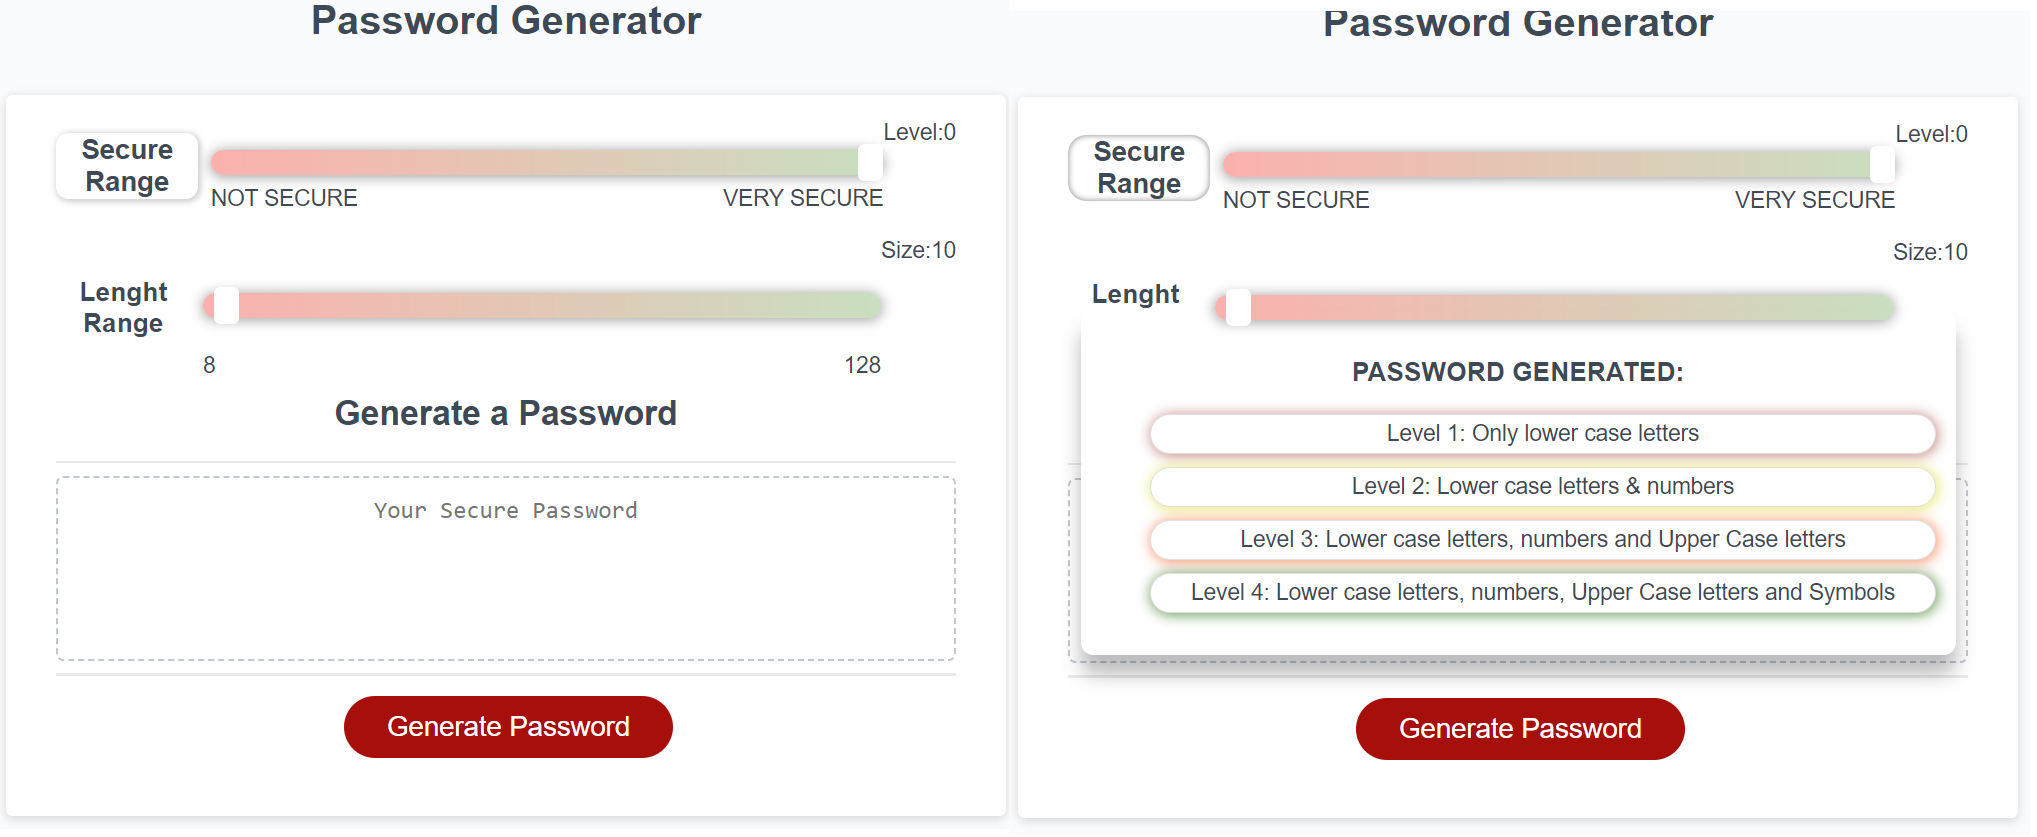 Password Generator
Level:0
Secure
Range
NOT SECURE
VERY SECURE
Size:10
Lenght
Range
8
128
Generate a Password
Your Secure Password
Generate Password
Password Generator
Level:0
Secure
Range
NOT SECURE
VERY SECURE
Size:10
Lenght
PASSWORD GENERATED:
Level 1: Only lower case letters
Level 2: Lower case letters & numbers
Level 3: Lower case letters, numbers and Upper Case letters
Level 4: Lower case letters, numbers, Upper Case letters and Symbols
Generate Password